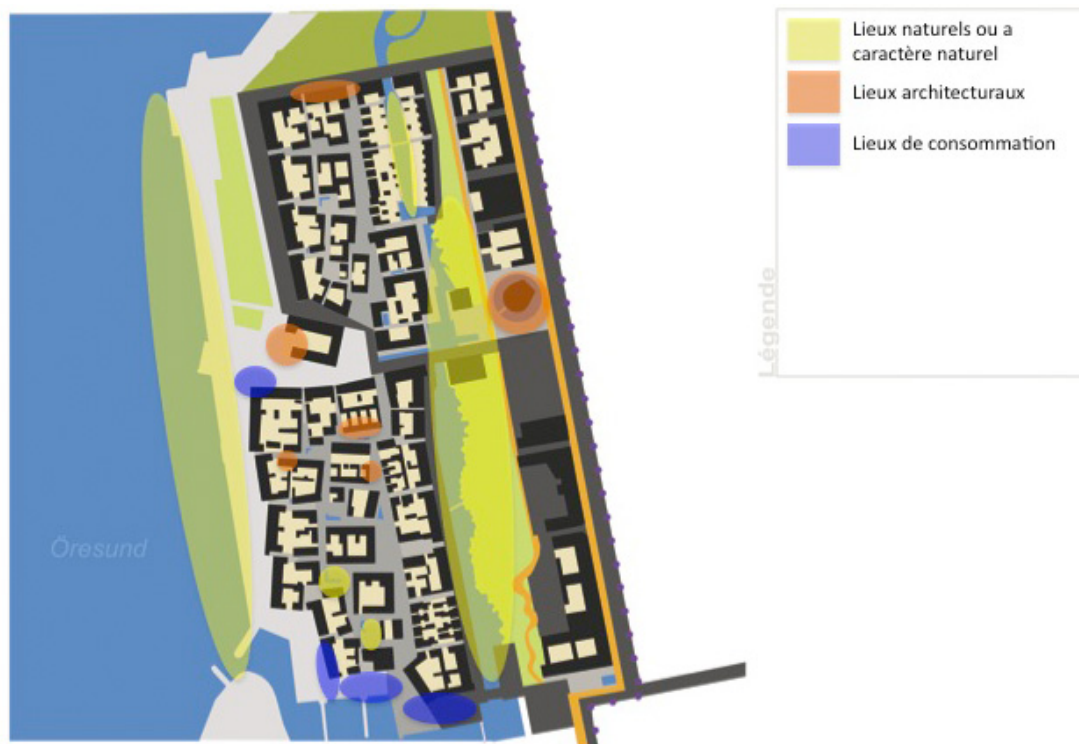 Lieux naturels ou a
caractère naturel
Lieux architecturaux
Lieux de consommation
Légende
Öresund